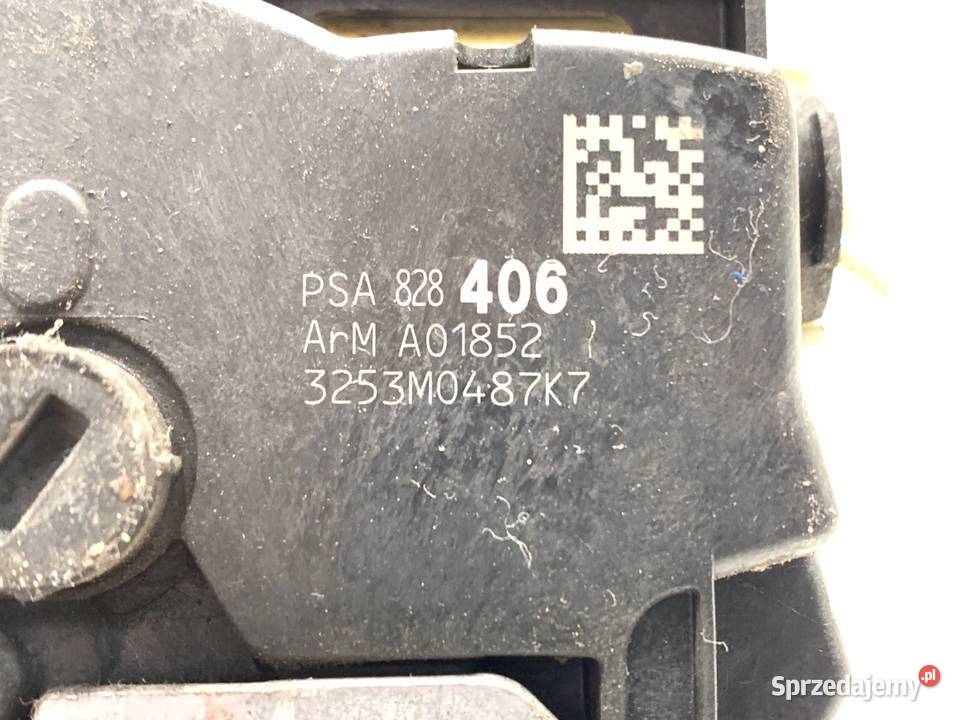 PSA 828 406
ArM A01852
3253M0487K7
Sprzedajemy.pl